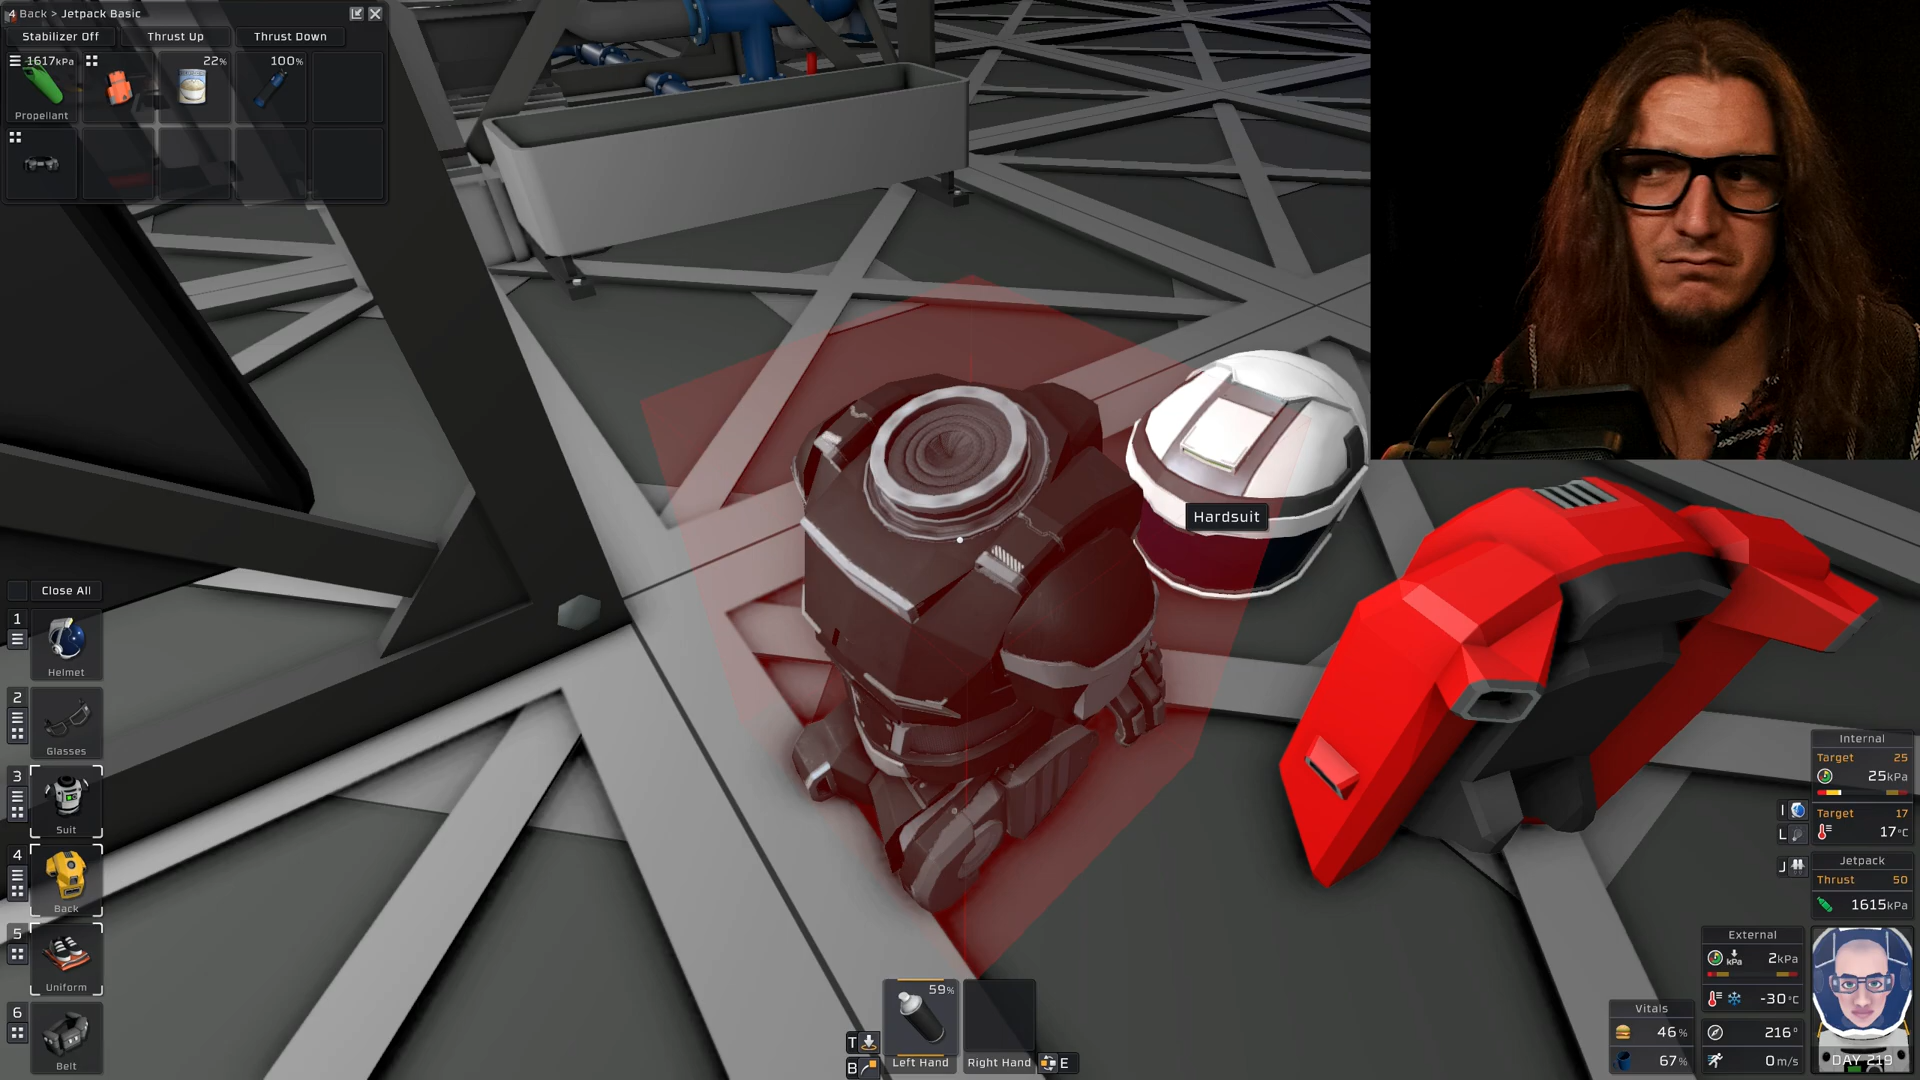 4 Back > Jetpack Basic
Stabilizer Off Thrust Up Thrust Down
1617kPa 22% 100%
Propellant
Hardsuit
Close All
1
Helmet
2
Glasses
3
Suit
4
Back
5
Uniform
6
Belt
59%
T
B
Left Hand
Right Hand
E
Internal
Target 25
25kPa
Target 17
17°C
I
L
J
Jetpack
Thrust 50
1615kPa
External
kPa 2kPa
-30°C
216°
0m/s
Vitals
46%
67%
DAY 219